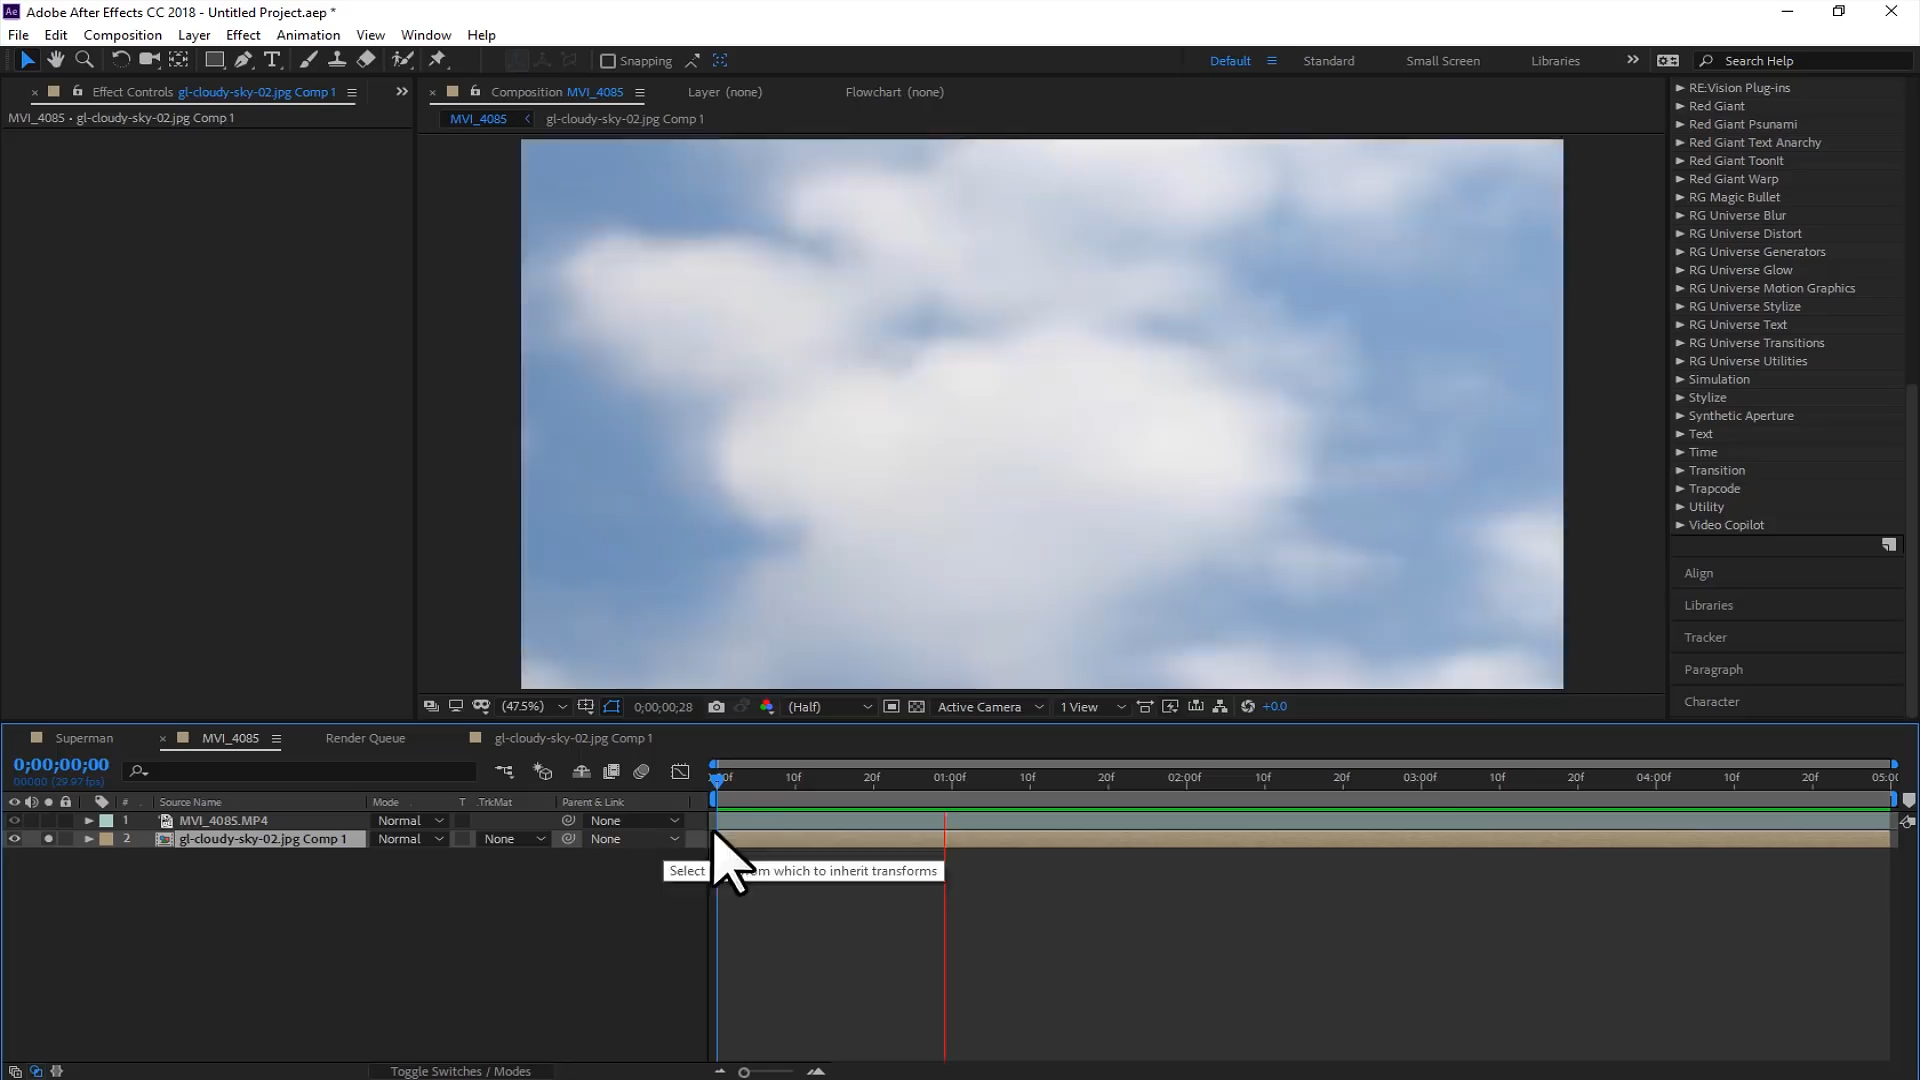 Adobe After Effects CC 2018 - Untitled Project.aep *
File Edit Composition Layer Effect Animation View Window Help
Snapping Default Standard Small Screen Libraries Search Help
Effect Controls gl-cloudy-sky-02.jpg Comp 1
MVI_4085 • gl-cloudy-sky-02.jpg Comp 1
Composition MVI_4085 Layer (none) Flowchart (none)
MVI_4085 gl-cloudy-sky-02.jpg Comp 1
RE:Vision Plug-ins
Red Giant
Red Giant Psunami
Red Giant Text Anarchy
Red Giant ToonIt
Red Giant Warp
RG Magic Bullet
RG Universe Blur
RG Universe Distort
RG Universe Generators
RG Universe Glow
RG Universe Motion Graphics
RG Universe Stylize
RG Universe Text
RG Universe Transitions
RG Universe Utilities
Simulation
Stylize
Synthetic Aperture
Text
Time
Transition
Trapcode
Utility
Video Copilot
Align
Libraries
Tracker
Paragraph
Character
(47.5%) 0;00;00;28 (Half) Active Camera 1 View +0.0
Superman MVI_4085 Render Queue gl-cloudy-sky-02.jpg Comp 1
0;00;00;00
00000 (29.97 fps)
10f 20f 01:00f 10f 20f 02:00f 10f 20f 03:00f 10f 20f 04:00f 10f 20f
# Source Name Mode T .TrkMat Parent & Link
1 MVI_4085.MP4 Normal None
2 gl-cloudy-sky-02.jpg Comp 1 Normal None None
Select which to inherit transforms
Toggle Switches / Modes